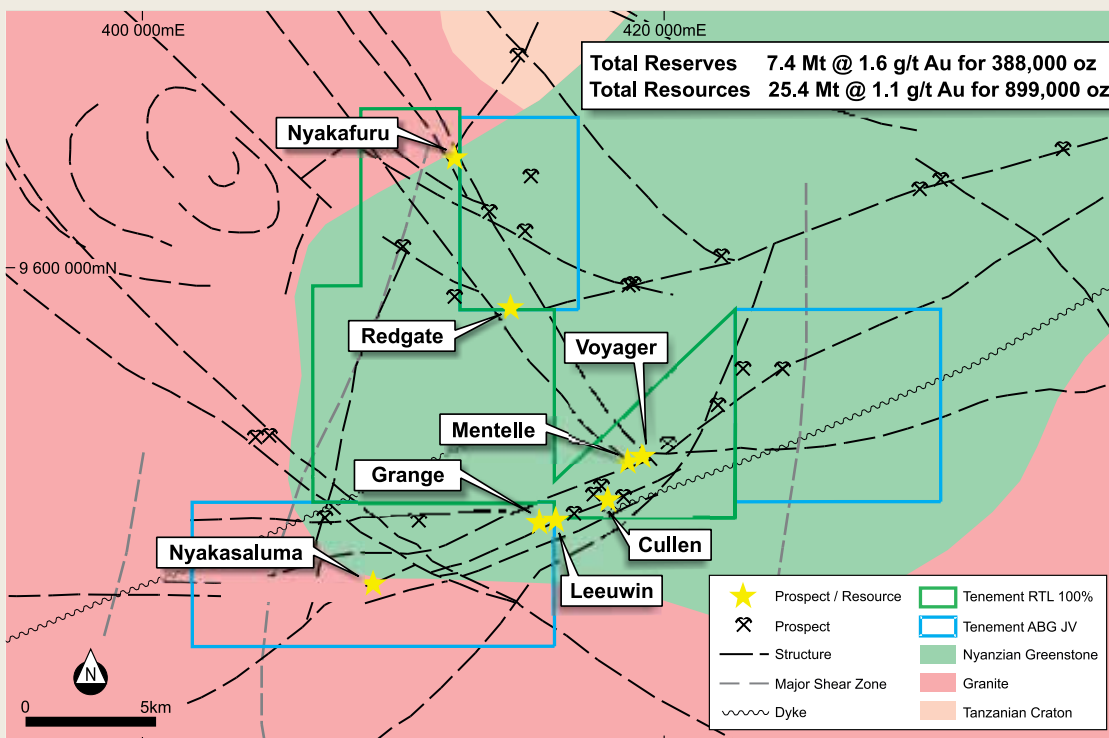 400 000mE
420 000mE
Total Reserves 7.4 Mt @ 1.6 g/t Au for 388,000 oz
Total Resources 25.4 Mt @ 1.1 g/t Au for 899,000 oz
Nyakafuru
9 600 000mN
Redgate
Voyager
Mentelle
Grange
Nyakasaluma
Cullen
Leeuwin
N
0 5km
Prospect / Resource
Prospect
Structure
Major Shear Zone
Dyke
Tenement RTL 100%
Tenement ABG JV
Nyanzian Greenstone
Granite
Tanzanian Craton